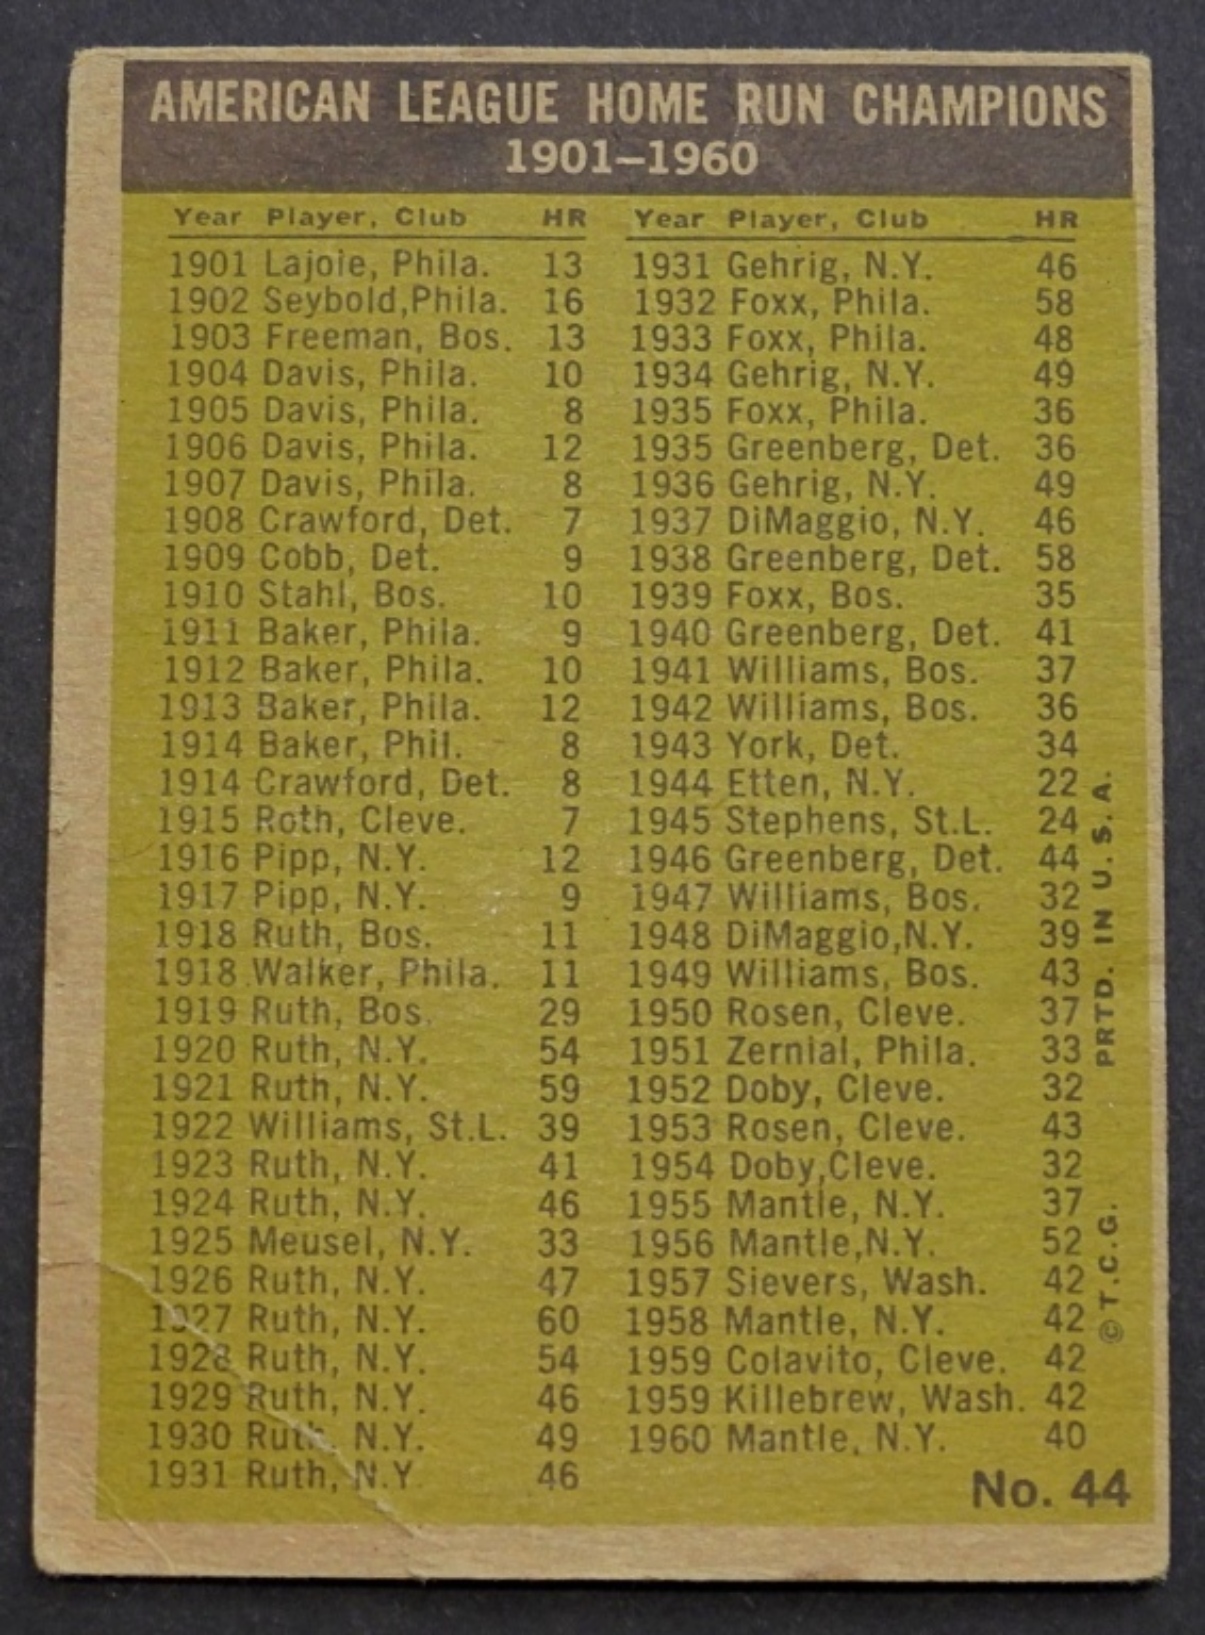 AMERICAN LEAGUE HOME RUN CHAMPIONS
1901–1960
Year Player, Club HR
1901 Lajoie, Phila. 13
1902 Seybold,Phila. 16
1903 Freeman, Bos. 13
1904 Davis, Phila. 10
1905 Davis, Phila. 8
1906 Davis, Phila. 12
1907 Davis, Phila. 8
1908 Crawford, Det. 7
1909 Cobb, Det. 9
1910 Stahl, Bos. 10
1911 Baker, Phila. 9
1912 Baker, Phila. 10
1913 Baker, Phila. 12
1914 Baker, Phil. 8
1914 Crawford, Det. 8
1915 Roth, Cleve. 7
1916 Pipp, N.Y. 12
1917 Pipp, N.Y. 9
1918 Ruth, Bos. 11
1918 Walker, Phila. 11
1919 Ruth, Bos. 29
1920 Ruth, N.Y. 54
1921 Ruth, N.Y. 59
1922 Williams, St.L. 39
1923 Ruth, N.Y. 41
1924 Ruth, N.Y. 46
1925 Meusel, N.Y. 33
1926 Ruth, N.Y. 47
1927 Ruth, N.Y. 60
1928 Ruth, N.Y. 54
1929 Ruth, N.Y. 46
1930 Ruth, N.Y. 49
1931 Ruth, N.Y 46
Year Player, Club HR
1931 Gehrig, N.Y. 46
1932 Foxx, Phila. 58
1933 Foxx, Phila. 48
1934 Gehrig, N.Y. 49
1935 Foxx, Phila. 36
1935 Greenberg, Det. 36
1936 Gehrig, N.Y. 49
1937 DiMaggio, N.Y. 46
1938 Greenberg, Det. 58
1939 Foxx, Bos. 35
1940 Greenberg, Det. 41
1941 Williams, Bos. 37
1942 Williams, Bos. 36
1943 York, Det. 34
1944 Etten, N.Y. 22
1945 Stephens, St.L. 24
1946 Greenberg, Det. 44
1947 Williams, Bos. 32
1948 DiMaggio,N.Y. 39
1949 Williams, Bos. 43
1950 Rosen, Cleve. 37
1951 Zernial, Phila. 33
1952 Doby, Cleve. 32
1953 Rosen, Cleve. 43
1954 Doby,Cleve. 32
1955 Mantle, N.Y. 37
1956 Mantle,N.Y. 52
1957 Sievers, Wash. 42
1958 Mantle, N.Y. 42
1959 Colavito, Cleve. 42
1959 Killebrew, Wash. 42
1960 Mantle, N.Y. 40
No. 44
© T.C.G. PRTD. IN U.S.A.